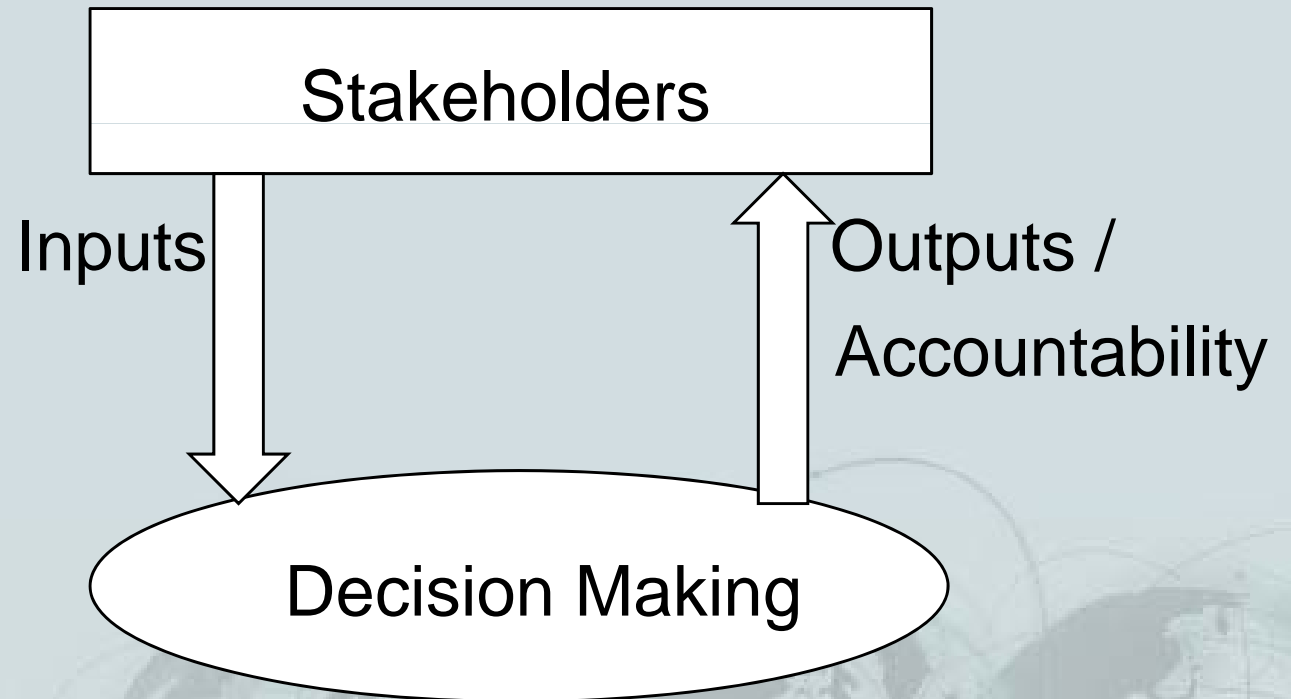 Stakeholders
Inputs
Outputs /
Accountability
Decision Making